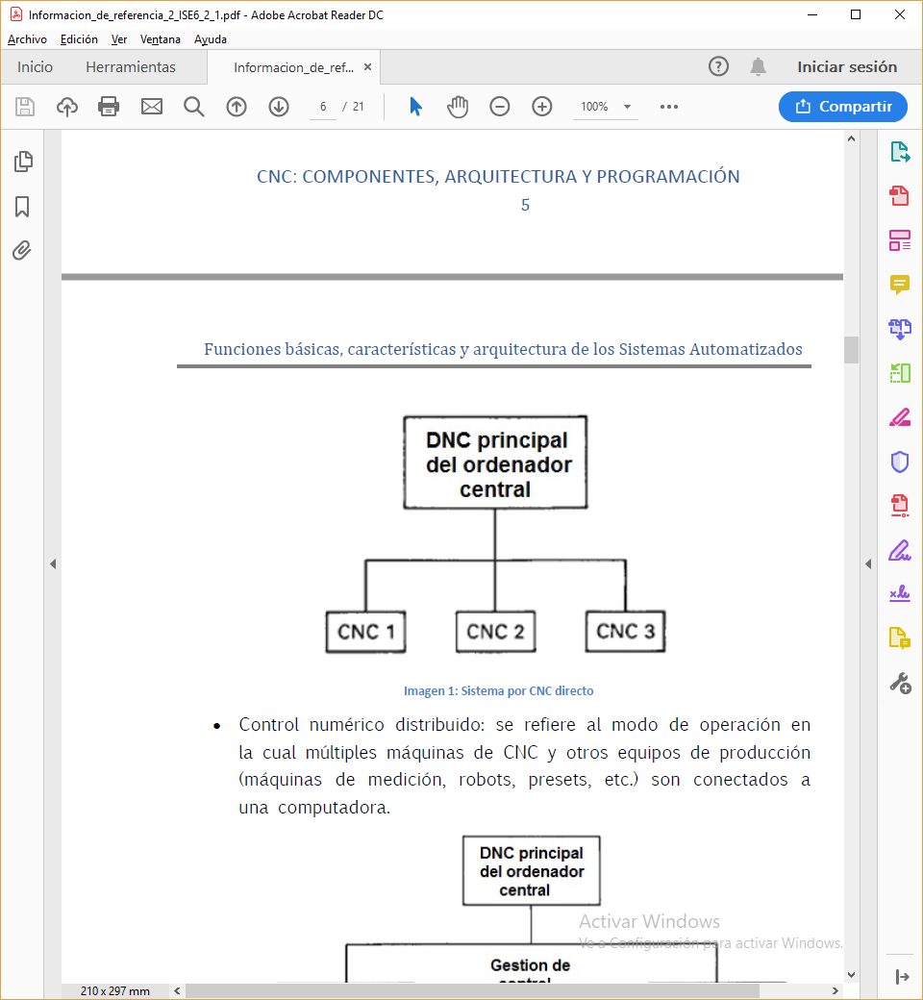 Informacion_de_referencia_2_ISE6_2_1.pdf - Adobe Acrobat Reader DC
Archivo Edición Ver Ventana Ayuda
Inicio Herramientas Informacion_de_ref... × Iniciar sesión
6 / 21 100% Compartir
CNC: COMPONENTES, ARQUITECTURA Y PROGRAMACIÓN
5
Funciones básicas, características y arquitectura de los Sistemas Automatizados
DNC principal
del ordenador
central
CNC 1 CNC 2 CNC 3
Imagen 1: Sistema por CNC directo
• Control numérico distribuido: se refiere al modo de operación en
la cual múltiples máquinas de CNC y otros equipos de producción
(máquinas de medición, robots, presets, etc.) son conectados a
una computadora.
DNC principal
del ordenador
central
Activar Windows
Ve a Configuración para activar Windows.
Gestion de
control
210 x 297 mm